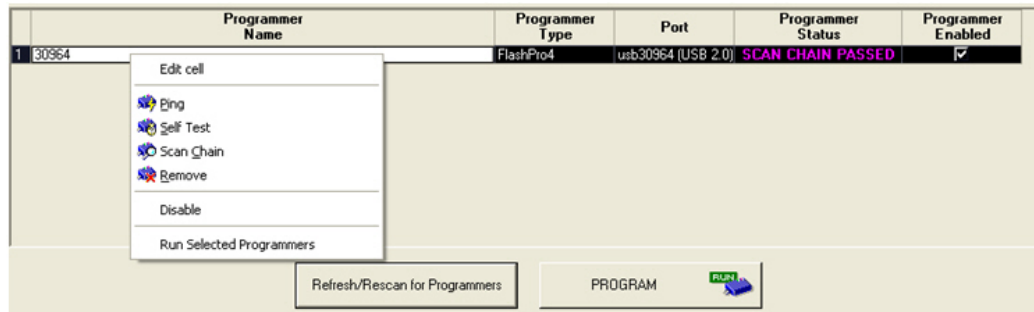 Programmer Name
Programmer Type
Port
Programmer Status
Programmer Enabled
1 30964 FlashPro4 usb30964 (USB 2.0) SCAN CHAIN PASSED
Edit cell
Ping
Self Test
Scan Chain
Remove
Disable
Run Selected Programmers
Refresh/Rescan for Programmers
PROGRAM
RUN